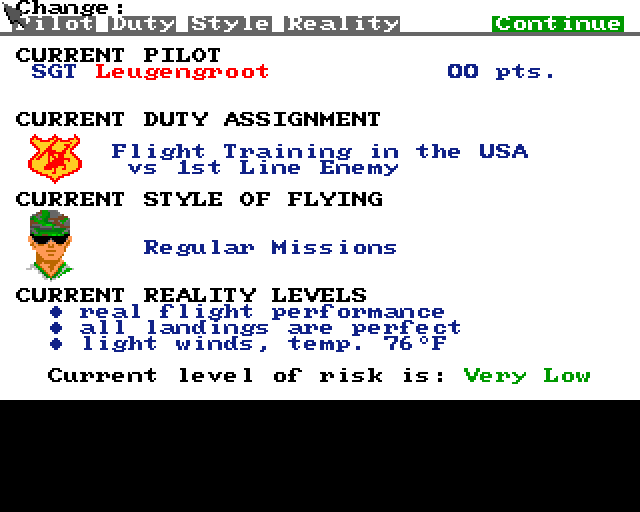 Change:
Pilot Duty Style Reality Continue
CURRENT PILOT
SGT Leugengroot 00 pts.
CURRENT DUTY ASSIGNMENT
Flight Training in the USA
vs 1st Line Enemy
CURRENT STYLE OF FLYING
Regular Missions
CURRENT REALITY LEVELS
◆ real flight performance
◆ all landings are perfect
◆ light winds, temp. 76°F
Current level of risk is: Very Low